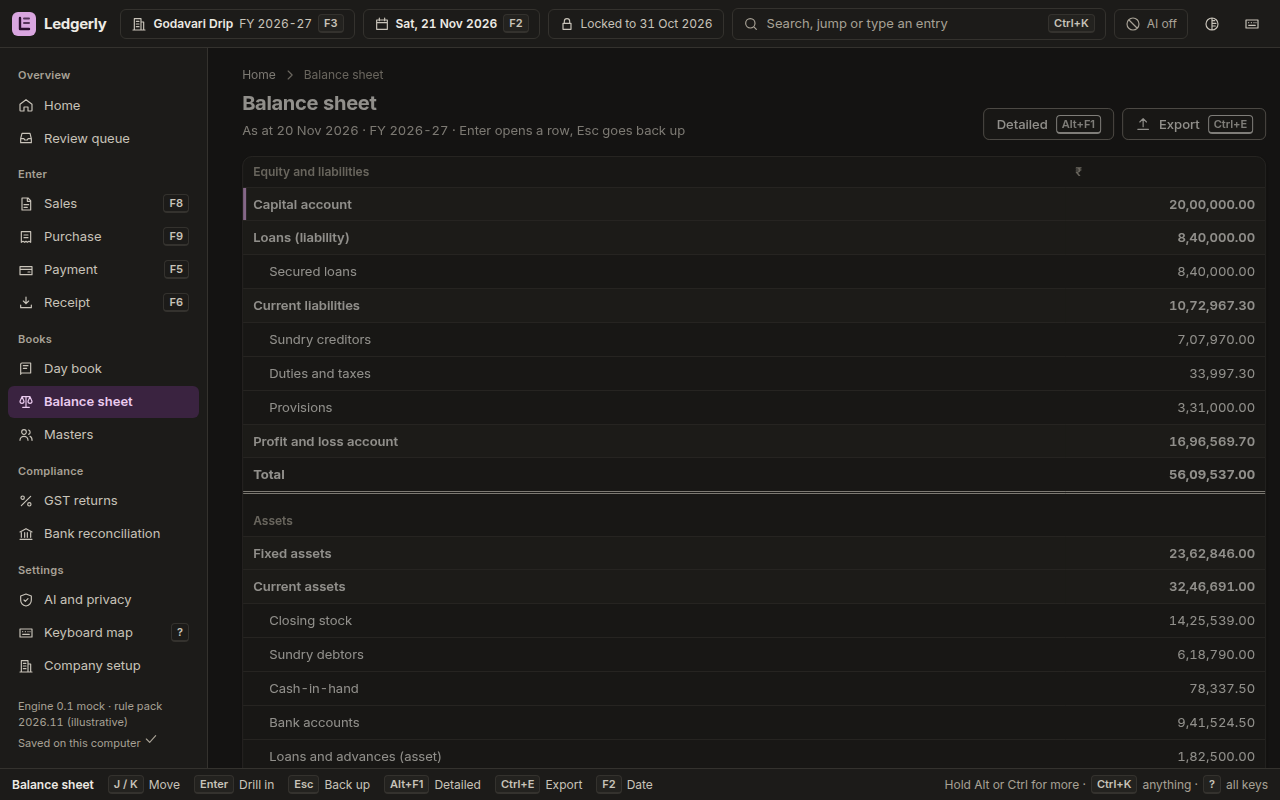 Ledgerly
Godavari Drip FY 2026-27 F3
Sat, 21 Nov 2026 F2
Locked to 31 Oct 2026
Search, jump or type an entry Ctrl+K
AI off
Overview
Home
Review queue
Enter
Sales F8
Purchase F9
Payment F5
Receipt F6
Books
Day book
Balance sheet
Masters
Compliance
GST returns
Bank reconciliation
Settings
AI and privacy
Keyboard map ?
Company setup
Engine 0.1 mock · rule pack
2026.11 (illustrative)
Saved on this computer
Home > Balance sheet
Balance sheet
As at 20 Nov 2026 · FY 2026-27 · Enter opens a row, Esc goes back up
Detailed Alt+F1
Export Ctrl+E
Equity and liabilities ₹
Capital account 20,00,000.00
Loans (liability) 8,40,000.00
Secured loans 8,40,000.00
Current liabilities 10,72,967.30
Sundry creditors 7,07,970.00
Duties and taxes 33,997.30
Provisions 3,31,000.00
Profit and loss account 16,96,569.70
Total 56,09,537.00
Assets
Fixed assets 23,62,846.00
Current assets 32,46,691.00
Closing stock 14,25,539.00
Sundry debtors 6,18,790.00
Cash-in-hand 78,337.50
Bank accounts 9,41,524.50
Loans and advances (asset) 1,82,500.00
Balance sheet J / K Move Enter Drill in Esc Back up Alt+F1 Detailed Ctrl+E Export F2 Date
Hold Alt or Ctrl for more · Ctrl+K anything · ? all keys